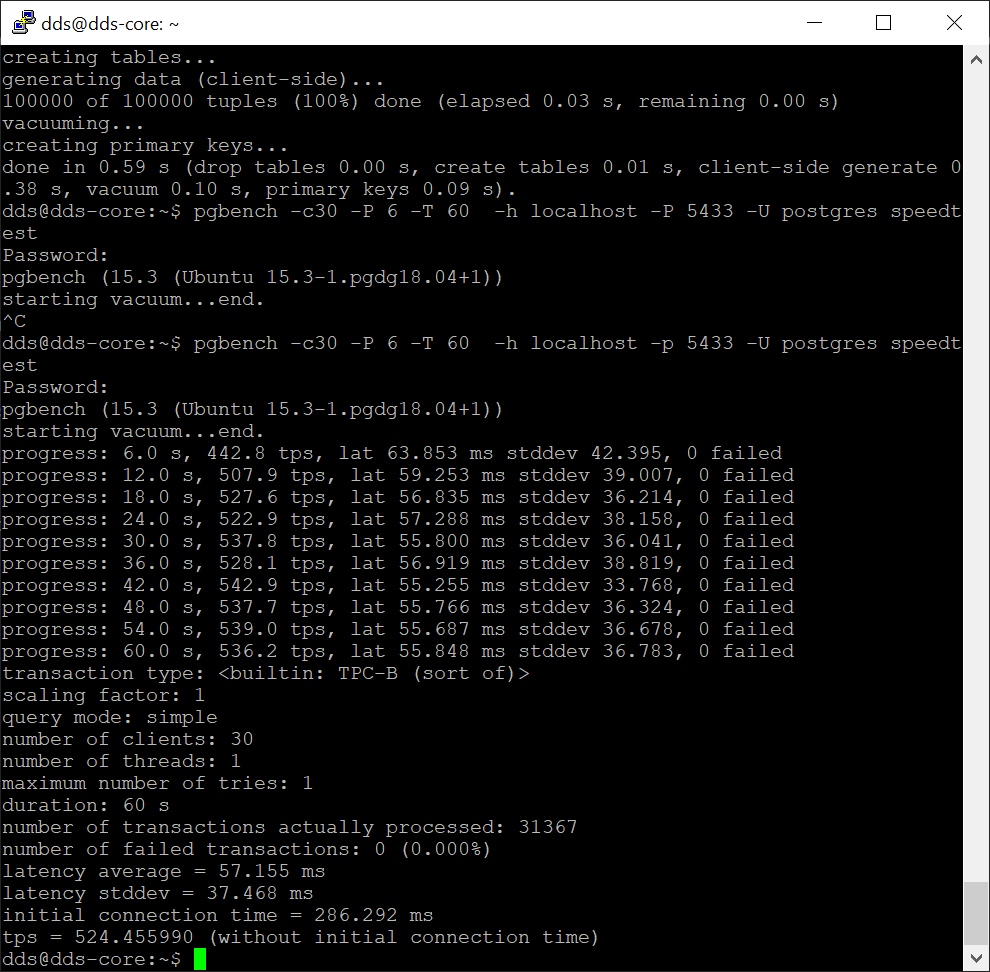 dds@dds-core: ~
creating tables...
generating data (client-side)...
100000 of 100000 tuples (100%) done (elapsed 0.03 s, remaining 0.00 s)
vacuuming...
creating primary keys...
done in 0.59 s (drop tables 0.00 s, create tables 0.01 s, client-side generate 0
.38 s, vacuum 0.10 s, primary keys 0.09 s).
dds@dds-core:~$ pgbench -c30 -P 6 -T 60  -h localhost -P 5433 -U postgres speedt
est
Password:
pgbench (15.3 (Ubuntu 15.3-1.pgdg18.04+1))
starting vacuum...end.
^C
dds@dds-core:~$ pgbench -c30 -P 6 -T 60  -h localhost -p 5433 -U postgres speedt
est
Password:
pgbench (15.3 (Ubuntu 15.3-1.pgdg18.04+1))
starting vacuum...end.
progress: 6.0 s, 442.8 tps, lat 63.853 ms stddev 42.395, 0 failed
progress: 12.0 s, 507.9 tps, lat 59.253 ms stddev 39.007, 0 failed
progress: 18.0 s, 527.6 tps, lat 56.835 ms stddev 36.214, 0 failed
progress: 24.0 s, 522.9 tps, lat 57.288 ms stddev 38.158, 0 failed
progress: 30.0 s, 537.8 tps, lat 55.800 ms stddev 36.041, 0 failed
progress: 36.0 s, 528.1 tps, lat 56.919 ms stddev 38.819, 0 failed
progress: 42.0 s, 542.9 tps, lat 55.255 ms stddev 33.768, 0 failed
progress: 48.0 s, 537.7 tps, lat 55.766 ms stddev 36.324, 0 failed
progress: 54.0 s, 539.0 tps, lat 55.687 ms stddev 36.678, 0 failed
progress: 60.0 s, 536.2 tps, lat 55.848 ms stddev 36.783, 0 failed
transaction type: <builtin: TPC-B (sort of)>
scaling factor: 1
query mode: simple
number of clients: 30
number of threads: 1
maximum number of tries: 1
duration: 60 s
number of transactions actually processed: 31367
number of failed transactions: 0 (0.000%)
latency average = 57.155 ms
latency stddev = 37.468 ms
initial connection time = 286.292 ms
tps = 524.455990 (without initial connection time)
dds@dds-core:~$